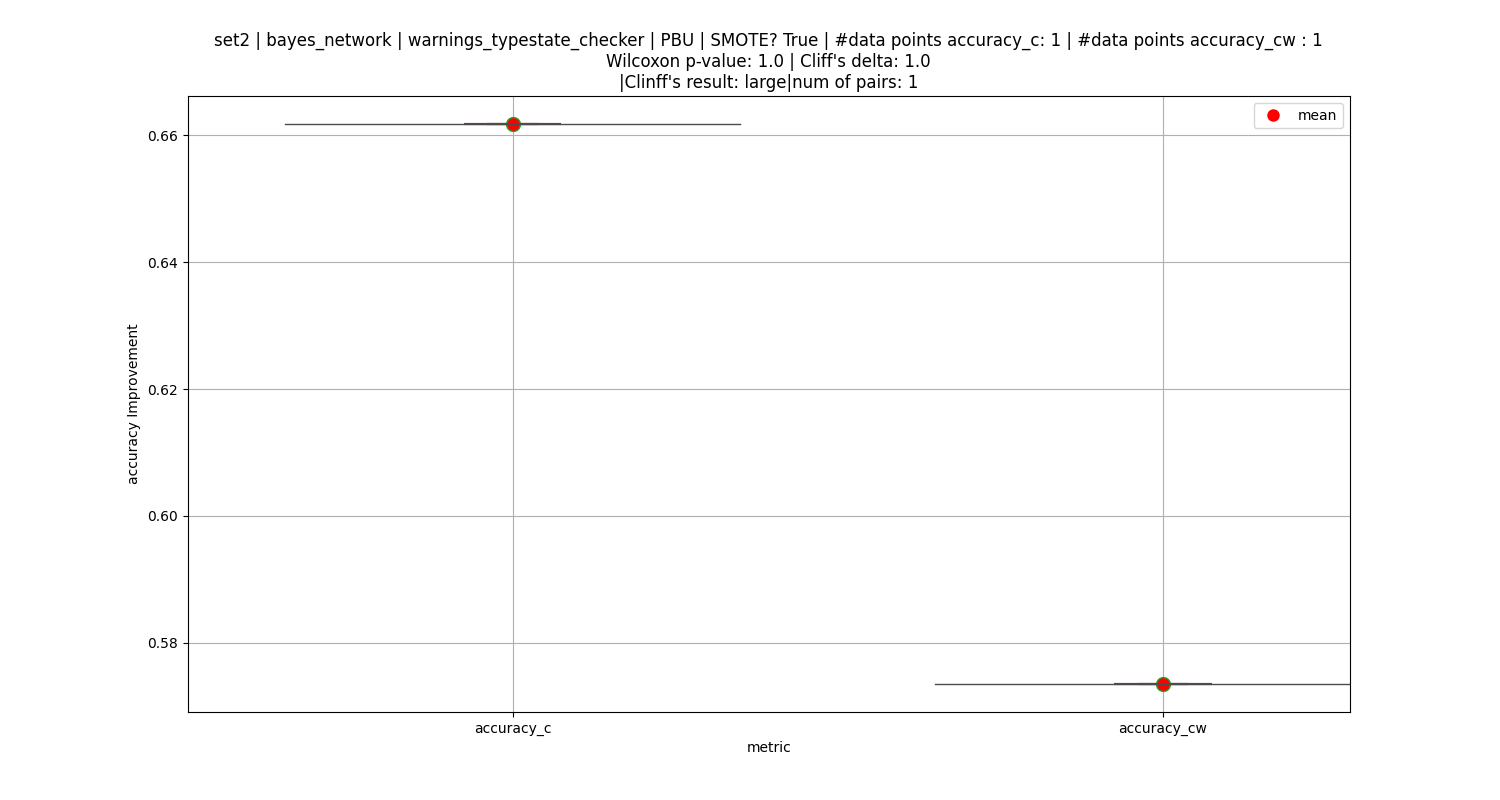 set2 | bayes_network | warnings_typestate_checker | PBU | SMOTE? True | #data points accuracy_c: 1 | #data points accuracy_cw : 1
Wilcoxon p-value: 1.0 | Cliff's delta: 1.0
|Clinff's result: large|num of pairs: 1
mean
0.66
0.64
0.62
0.60
0.58
accuracy Improvement
accuracy_c
accuracy_cw
metric